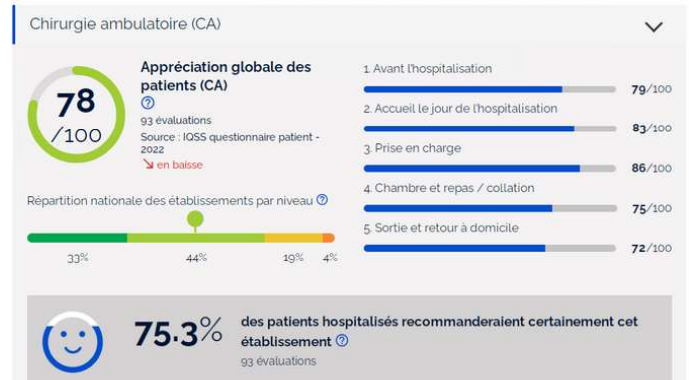 Chirurgie ambulatoire (CA)
78
/100
Appréciation globale des
patients (CA)
93 évaluations
Source : IQSS questionnaire patient -
2022
en baisse
Répartition nationale des établissements par niveau
33%
44%
19%
4%
1. Avant l'hospitalisation
79/100
2. Accueil le jour de l'hospitalisation
83/100
3. Prise en charge
86/100
4. Chambre et repas / collation
75/100
5. Sortie et retour à domicile
72/100
75.3%
des patients hospitalisés recommanderaient certainement cet
établissement
93 évaluations